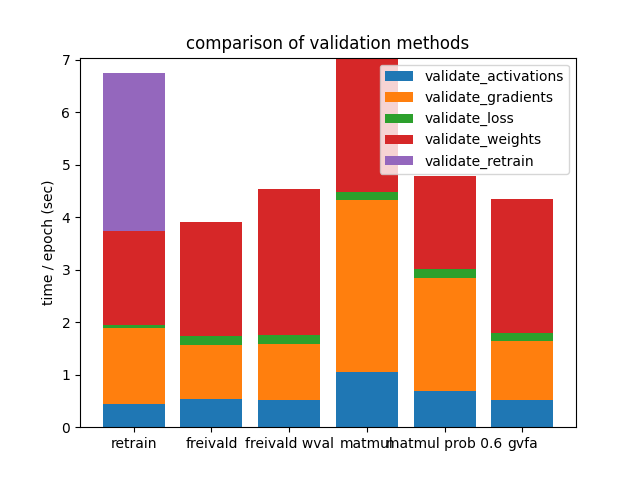 comparison of validation methods
validate_activations
validate_gradients
validate_loss
validate_weights
validate_retrain
time / epoch (sec)
7
6
5
4
3
2
1
0
retrain freivald freivald wval matmul matmul prob 0.6 gvfa